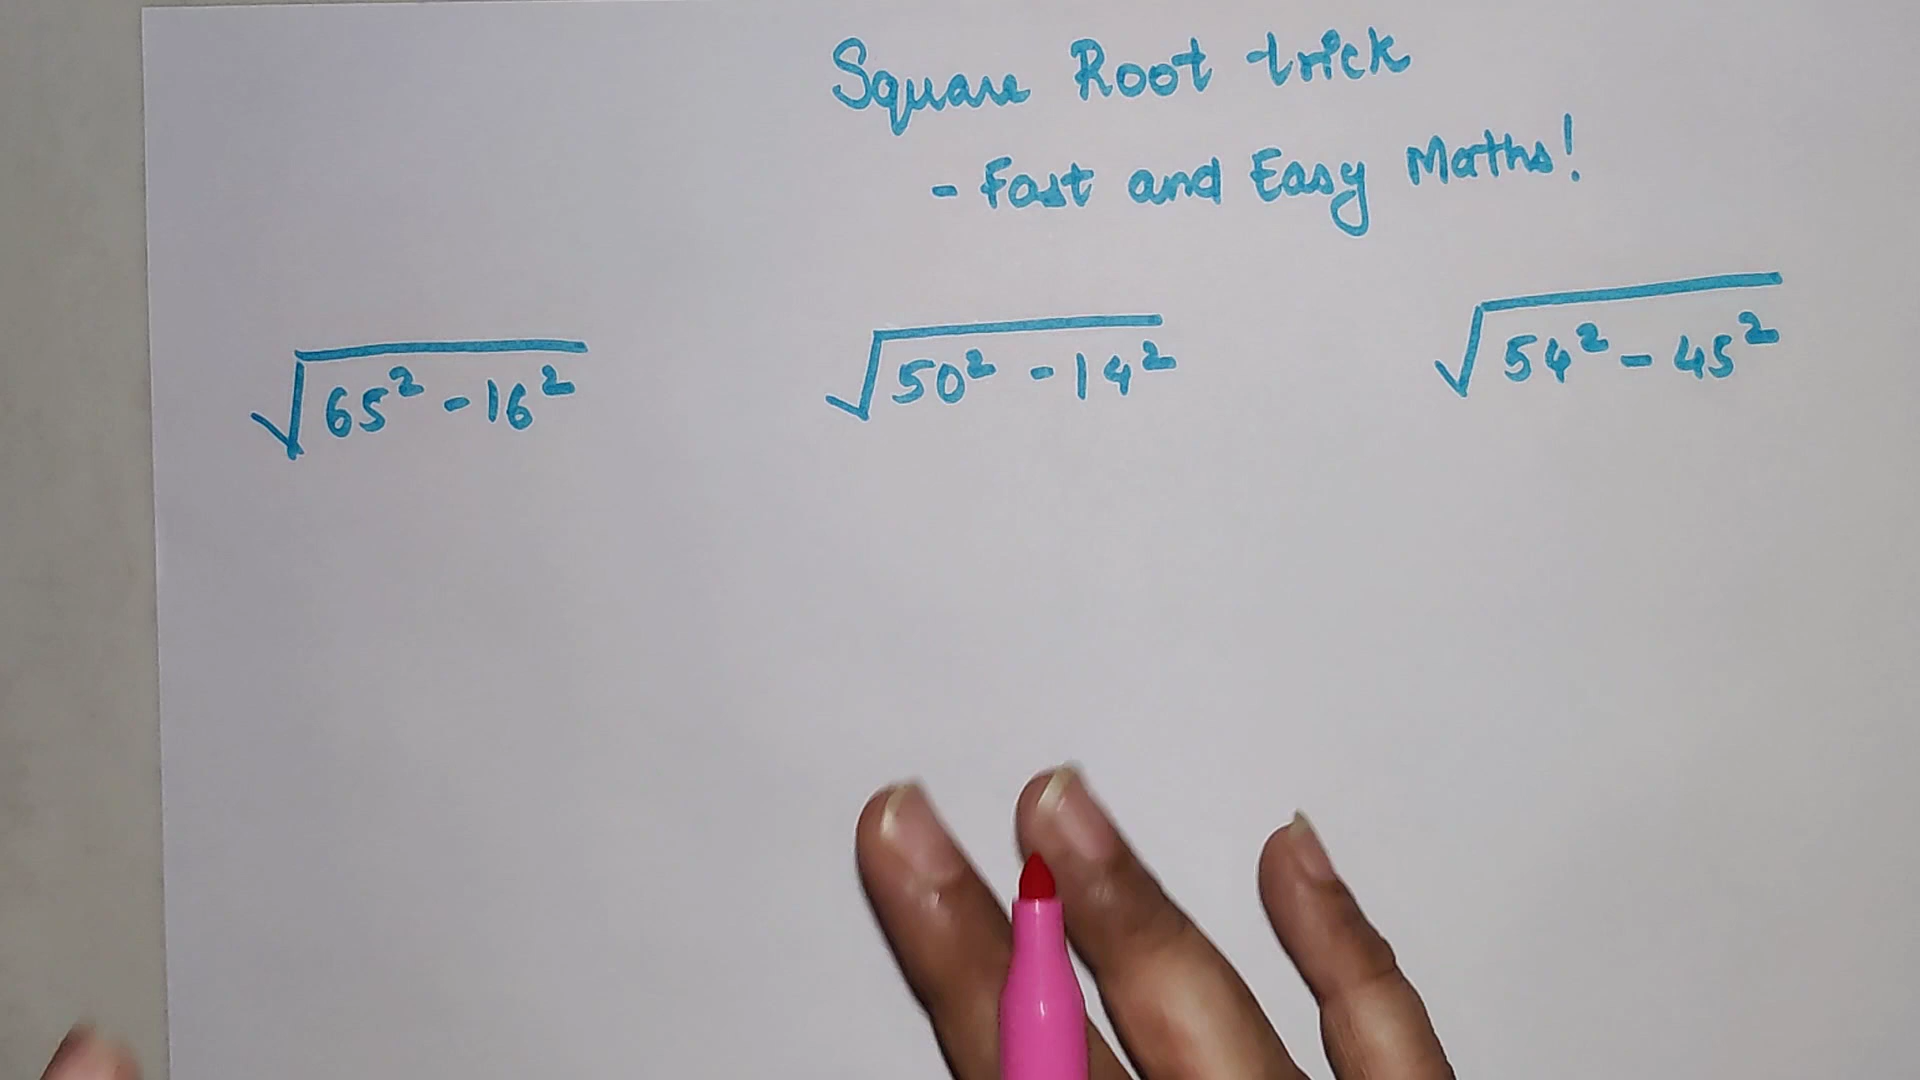 Square Root trick
- Fast and Easy Maths!
√65² - 16²
√50² - 14²
√54² - 45²